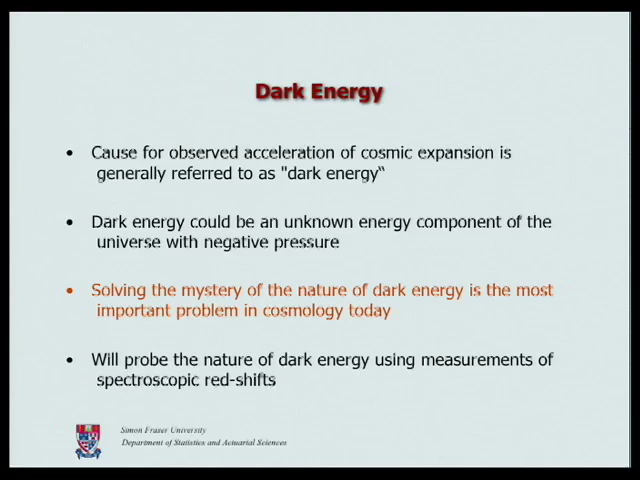 Dark Energy
• Cause for observed acceleration of cosmic expansion is
generally referred to as "dark energy“
• Dark energy could be an unknown energy component of the
universe with negative pressure
• Solving the mystery of the nature of dark energy is the most
important problem in cosmology today
• Will probe the nature of dark energy using measurements of
spectroscopic red-shifts
Simon Fraser University
Department of Statistics and Actuarial Sciences